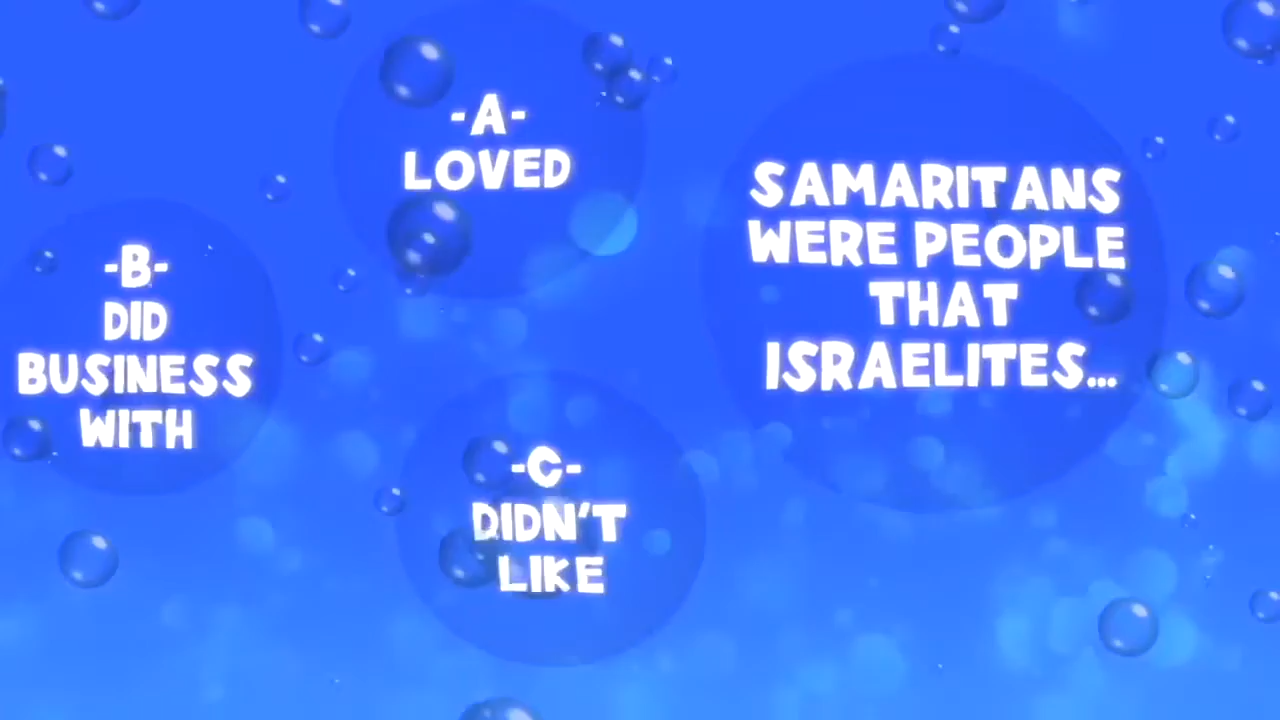 SAMARITANS
WERE PEOPLE
THAT
ISRAELITES...
-A-
LOVED
-B-
DID
BUSINESS
WITH
-C-
DIDN'T
LIKE